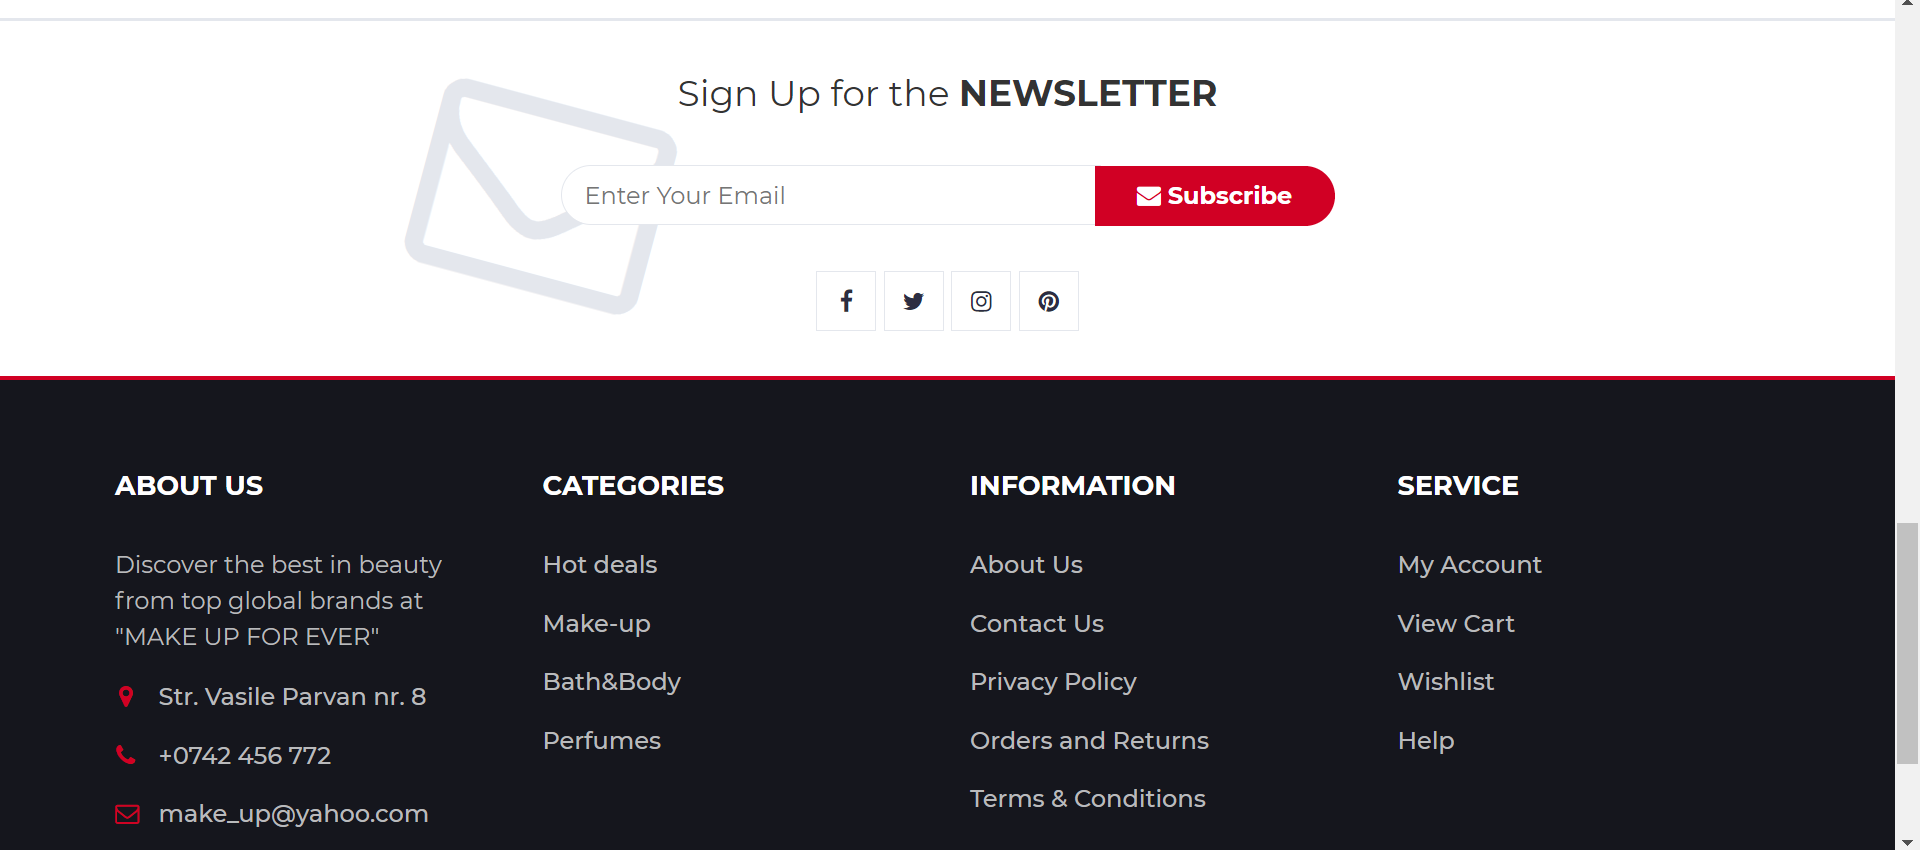 Sign Up for the NEWSLETTER
Enter Your Email
Subscribe
ABOUT US
Discover the best in beauty
from top global brands at
"MAKE UP FOR EVER"
Str. Vasile Parvan nr. 8
+0742 456 772
make_up@yahoo.com
CATEGORIES
Hot deals
Make-up
Bath&Body
Perfumes
INFORMATION
About Us
Contact Us
Privacy Policy
Orders and Returns
Terms & Conditions
SERVICE
My Account
View Cart
Wishlist
Help